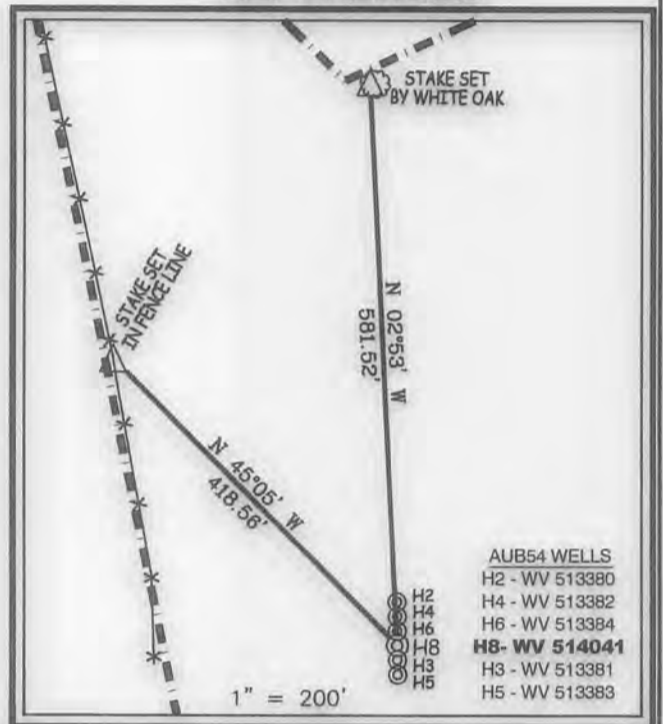 STAKE SET
BY WHITE OAK
STAKE SET
IN FENCE LINE
N 02°53' W
581.52'
N 45°05' W
418.56'
H2
H4
H6
H8
H3
H5
AUB54 WELLS
H2 - WV 513380
H4 - WV 513382
H6 - WV 513384
H8- WV 514041
H3 - WV 513381
H5 - WV 513383
1" = 200'